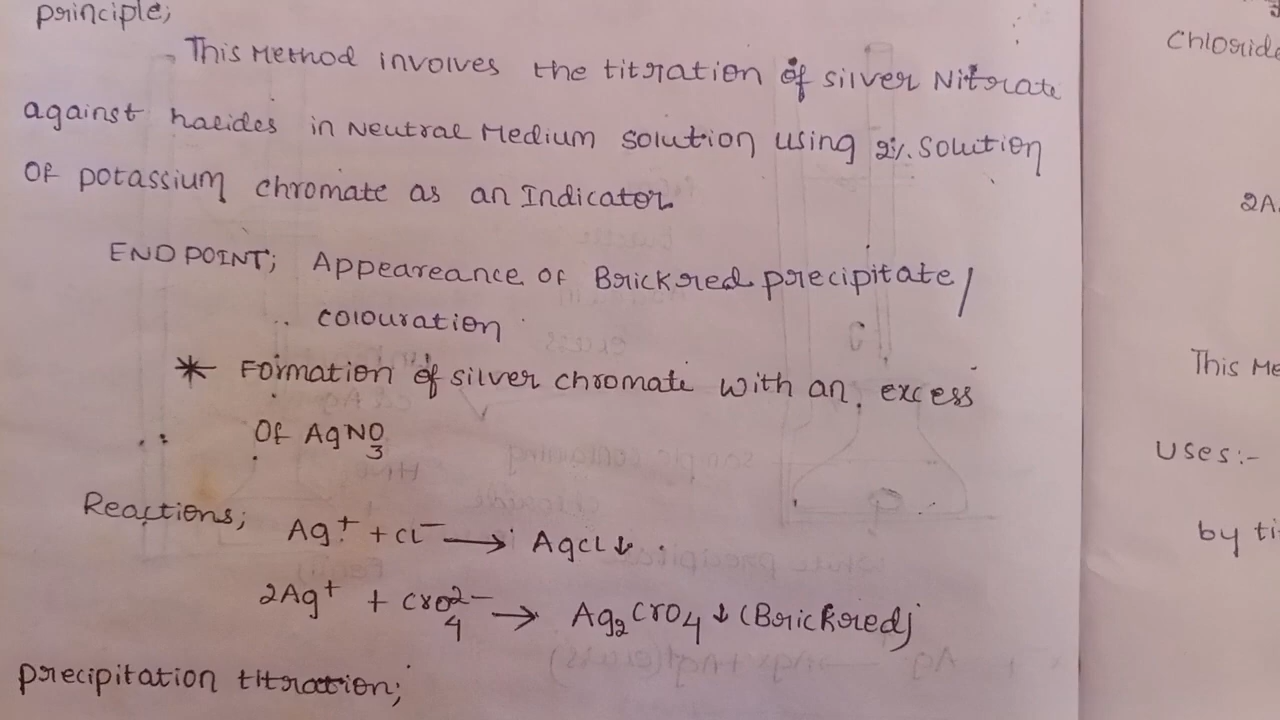 principle;
This Method involves the titration of silver Nitrate
against halides in Neutral Medium solution using 2%. Solution
Of potassium chromate as an Indicator.
END POINT; Appeareance of Brickred precipitate /
colouration
* Formation of silver chromate with an excess
Of AgNO3
Reactions; Ag+ + Cl- → AgCl↓.
2Ag+ + CrO4 2- → Ag2CrO4 ↓ (Brickred)
precipitation titration;
Chloride
2A
This Me
Uses:-
by ti